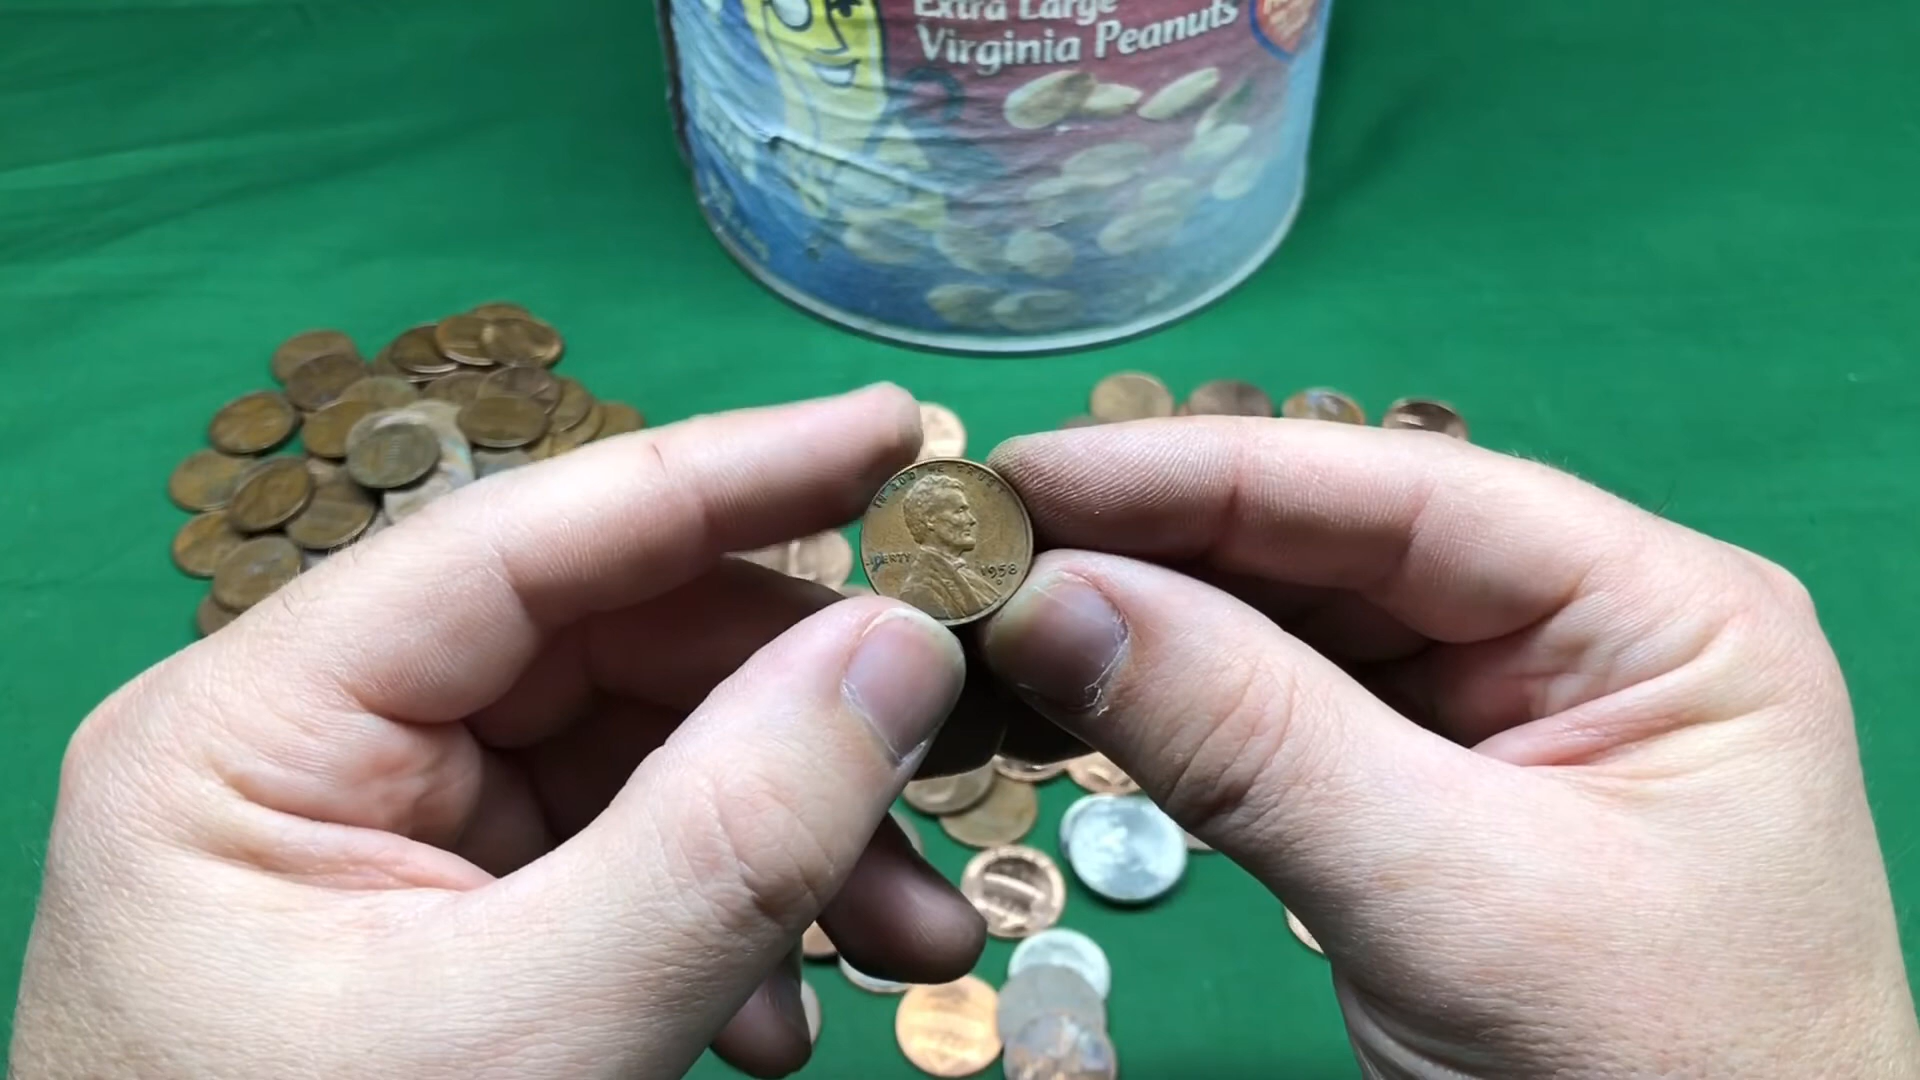 Extra Large
Virginia Peanuts
IN GOD WE TRUST
LIBERTY
1958
D